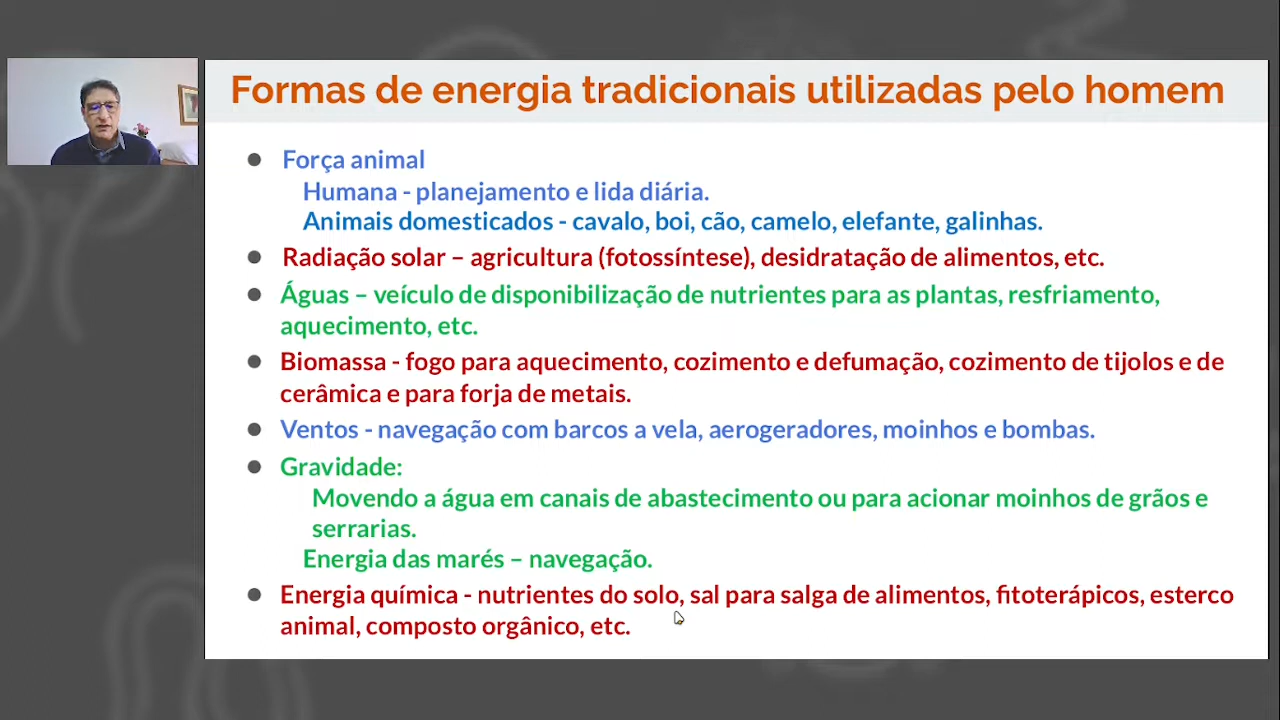 Formas de energia tradicionais utilizadas pelo homem
● Força animal
Humana - planejamento e lida diária.
Animais domesticados - cavalo, boi, cão, camelo, elefante, galinhas.
● Radiação solar – agricultura (fotossíntese), desidratação de alimentos, etc.
● Águas – veículo de disponibilização de nutrientes para as plantas, resfriamento,
aquecimento, etc.
● Biomassa - fogo para aquecimento, cozimento e defumação, cozimento de tijolos e de
cerâmica e para forja de metais.
● Ventos - navegação com barcos a vela, aerogeradores, moinhos e bombas.
● Gravidade:
Movendo a água em canais de abastecimento ou para acionar moinhos de grãos e
serrarias.
Energia das marés – navegação.
● Energia química - nutrientes do solo, sal para salga de alimentos, fitoterápicos, esterco
animal, composto orgânico, etc.